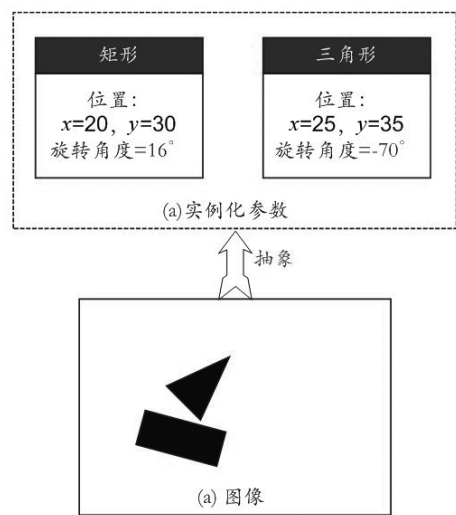 矩形
位置:
x=20, y=30
旋转角度=16°
三角形
位置:
x=25, y=35
旋转角度=-70°
(a)实例化参数
抽象
(a) 图像